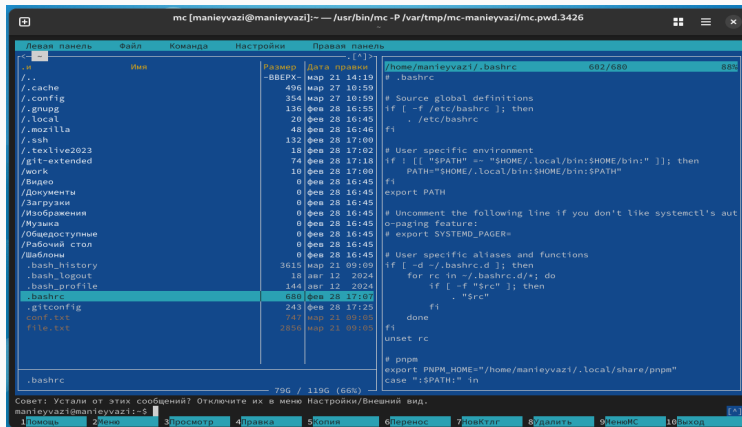 mc [manieyvazi@manieyvazi]:~ — /usr/bin/mc -P /var/tmp/mc-manieyvazi/mc.pwd.3426
Левая панель Файл Команда Настройки Правая панель
<- ~ .[^]>
.и Имя Размер Дата правки
/.. -ВВЕРХ- мар 21 14:19
/.cache 496 мар 27 10:59
/.config 354 мар 27 10:59
/.gnupg 136 фев 28 16:55
/.local 20 фев 28 16:45
/.mozilla 48 фев 28 16:46
/.ssh 132 фев 28 17:00
/.texlive2023 18 фев 28 17:02
/git-extended 74 фев 28 17:18
/work 10 фев 28 17:00
/Видео 0 фев 28 16:45
/Документы 0 фев 28 16:45
/Загрузки 0 фев 28 16:45
/Изображения 0 фев 28 16:45
/Музыка 0 фев 28 16:45
/Общедоступные 0 фев 28 16:45
/Рабочий стол 0 фев 28 16:45
/Шаблоны 0 фев 28 16:45
.bash_history 3615 мар 21 09:09
.bash_logout 18 авг 12 2024
.bash_profile 144 авг 12 2024
.bashrc 680 фев 28 17:07
.gitconfig 243 фев 28 17:25
conf.txt 747 мар 21 09:05
file.txt 2856 мар 21 09:05
.bashrc
79G / 119G (66%)
/home/manieyvazi/.bashrc 602/680 88%
# .bashrc
# Source global definitions
if [ -f /etc/bashrc ]; then
. /etc/bashrc
fi
# User specific environment
if ! [[ "$PATH" =~ "$HOME/.local/bin:$HOME/bin:" ]]; then
PATH="$HOME/.local/bin:$HOME/bin:$PATH"
fi
export PATH
# Uncomment the following line if you don't like systemctl's aut
o-paging feature:
# export SYSTEMD_PAGER=
# User specific aliases and functions
if [ -d ~/.bashrc.d ]; then
for rc in ~/.bashrc.d/*; do
if [ -f "$rc" ]; then
. "$rc"
fi
done
fi
unset rc
# pnpm
export PNPM_HOME="/home/manieyvazi/.local/share/pnpm"
case ":$PATH:" in
Совет: Устали от этих сообщений? Отключите их в меню Настройки/Внешний вид.
manieyvazi@manieyvazi:~$ [^]
1Помощь 2Меню 3Просмотр 4Правка 5Копия 6Перенос 7НовКтлг 8Удалить 9МенюMC 10Выход